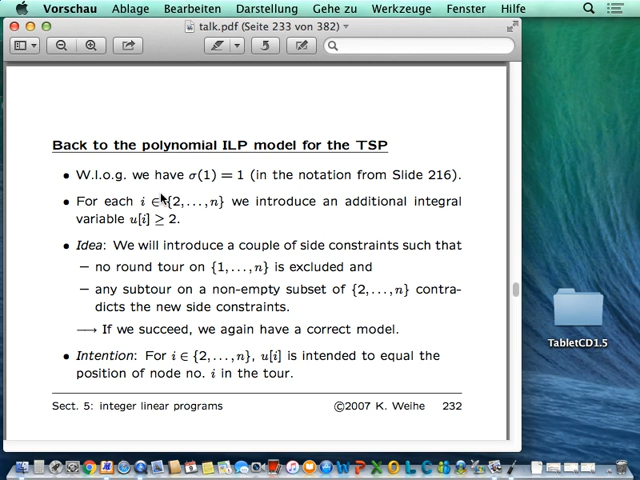 Vorschau Ablage Bearbeiten Darstellung Gehe zu Werkzeuge Fenster Hilfe
talk.pdf (Seite 233 von 382)
Back to the polynomial ILP model for the TSP
• W.l.o.g. we have σ(1) = 1 (in the notation from Slide 216).
• For each i ∈ {2, . . . , n} we introduce an additional integral
variable u[i] ≥ 2.
• Idea: We will introduce a couple of side constraints such that
– no round tour on {1, . . . , n} is excluded and
– any subtour on a non-empty subset of {2, . . . , n} contra-
dicts the new side constraints.
⟶ If we succeed, we again have a correct model.
• Intention: For i ∈ {2, . . . , n}, u[i] is intended to equal the
position of node no. i in the tour.
Sect. 5: integer linear programs ©2007 K. Weihe 232
TabletCD1.5